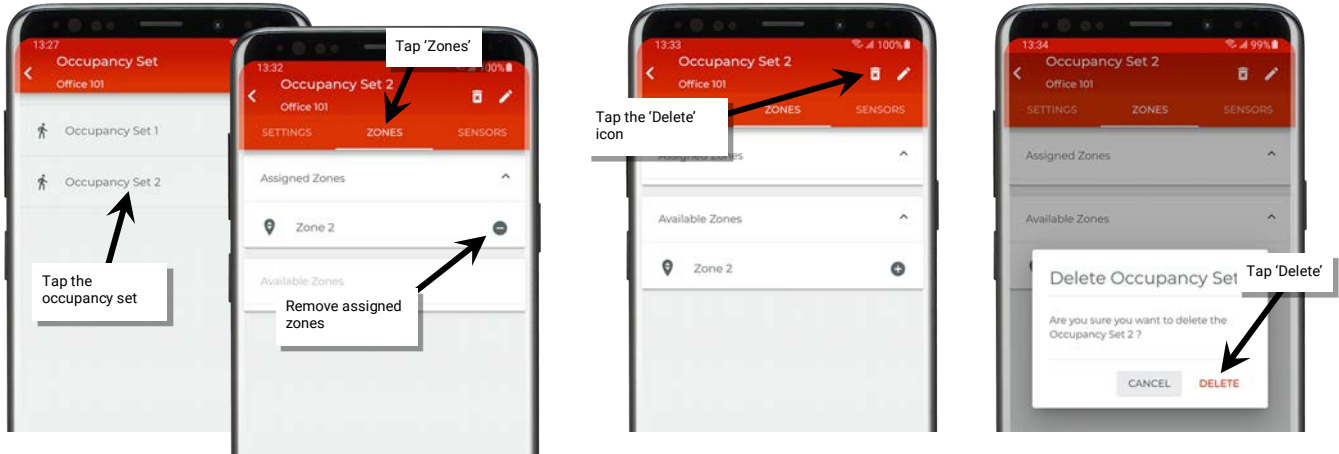 13:27
Occupancy Set
Office 101
Occupancy Set 1
Occupancy Set 2
Tap the
occupancy set
Tap ‘Zones’
13:32
100%
Occupancy Set 2
Office 101
SETTINGS ZONES SENSORS
Assigned Zones
Zone 2
Available Zones
Remove assigned
zones
13:33 100%
Occupancy Set 2
Office 101
Tap the ‘Delete’
icon
ZONES SENSORS
Assigned Zones
Available Zones
Zone 2
13:34 99%
Occupancy Set 2
Office 101
SETTINGS ZONES SENSORS
Assigned Zones
Available Zones
Delete Occupancy Set
Tap ‘Delete’
Are you sure you want to delete the
Occupancy Set 2 ?
CANCEL DELETE